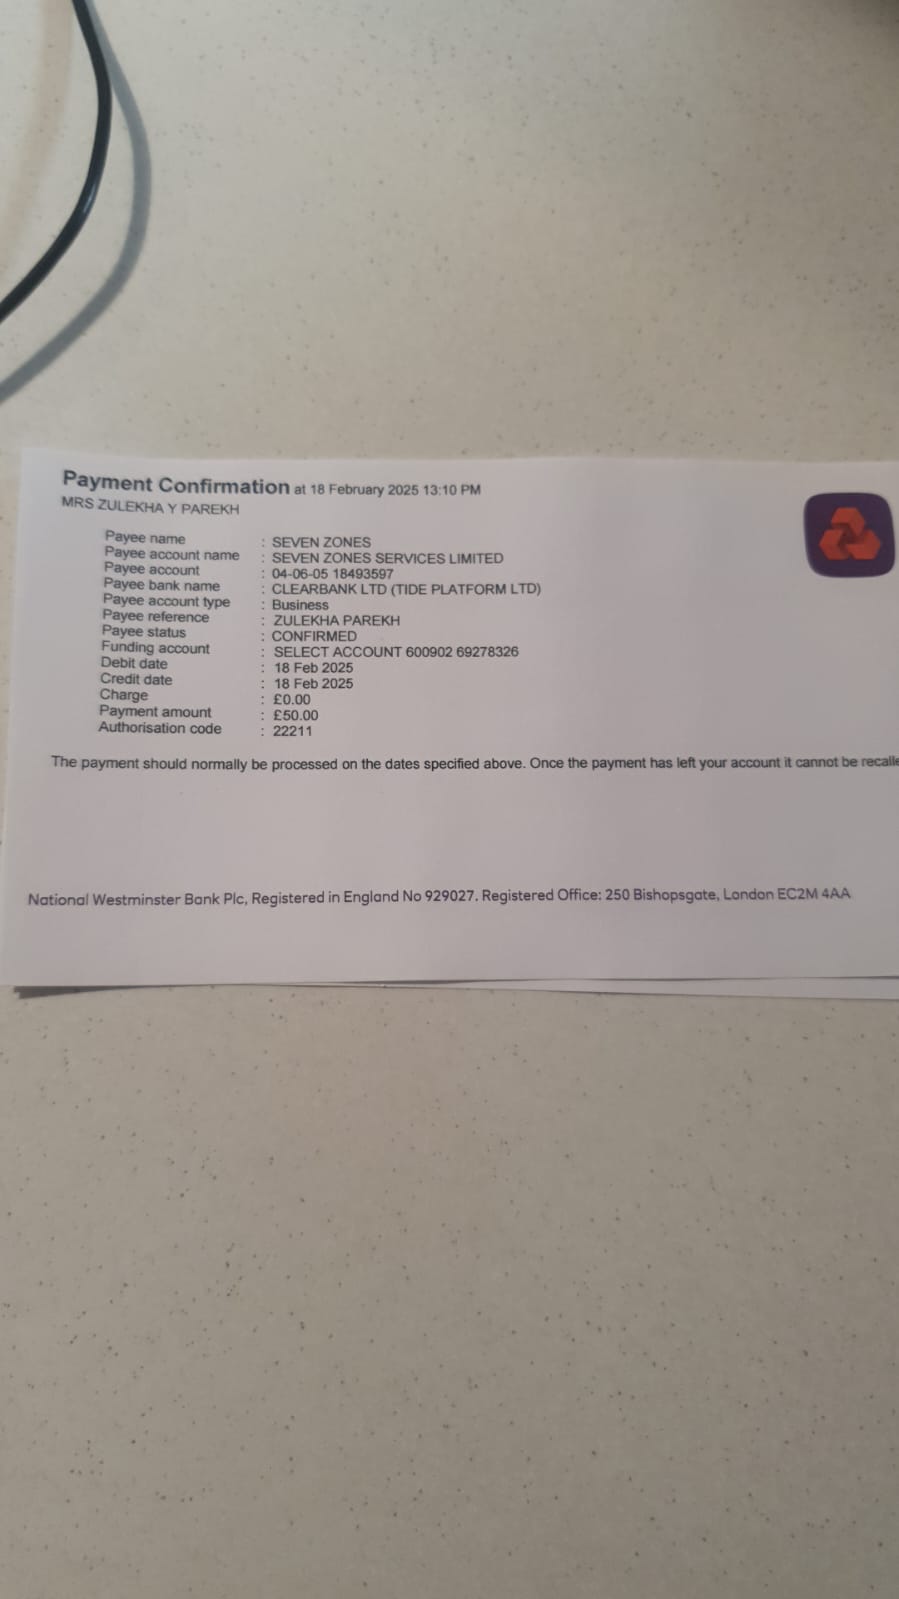 Payment Confirmation at 18 February 2025 13:10 PM
MRS ZULEKHA Y PAREKH
Payee name : SEVEN ZONES
Payee account name : SEVEN ZONES SERVICES LIMITED
Payee account : 04-06-05 18493597
Payee bank name : CLEARBANK LTD (TIDE PLATFORM LTD)
Payee account type : Business
Payee reference : ZULEKHA PAREKH
Payee status : CONFIRMED
Funding account : SELECT ACCOUNT 600902 69278326
Debit date : 18 Feb 2025
Credit date : 18 Feb 2025
Charge : £0.00
Payment amount : £50.00
Authorisation code : 22211
The payment should normally be processed on the dates specified above. Once the payment has left your account it cannot be recalle
National Westminster Bank Plc, Registered in England No 929027. Registered Office: 250 Bishopsgate, London EC2M 4AA